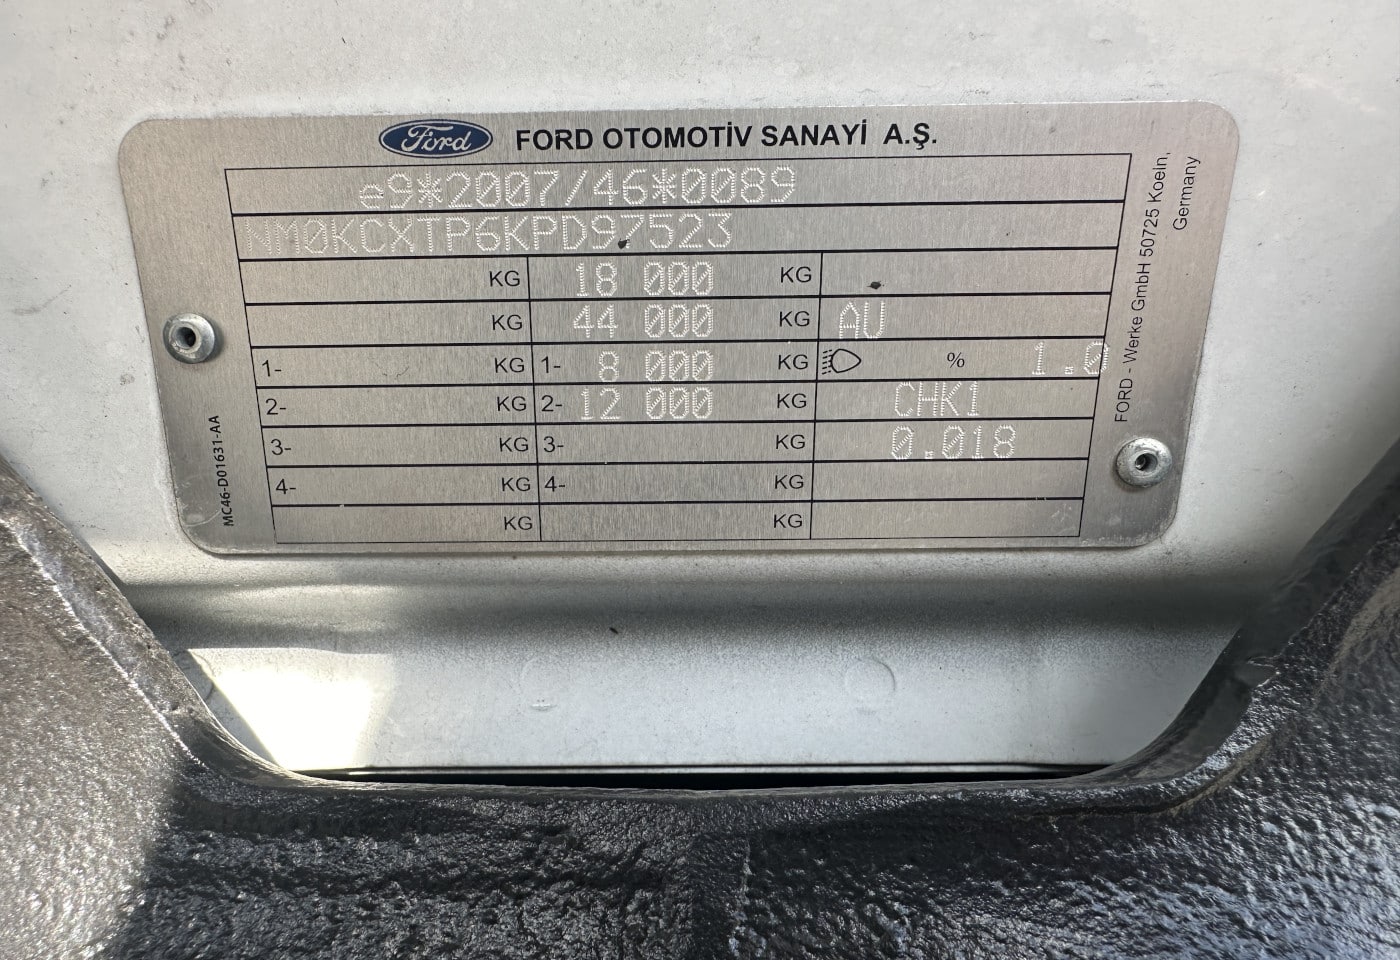 Ford FORD OTOMOTİV SANAYİ A.Ş.
e9*2007/46*0089
NM0KCXTP6KPD97523
KG 18 000 KG
KG 44 000 KG AU
1- KG 1- 8 000 KG % 1.0
2- KG 2- 12 000 KG CHK1
3- KG 3- KG 0.018
4- KG 4- KG
KG KG
MC46-D01631-AA
FORD - Werke GmbH 50725 Koeln,
Germany